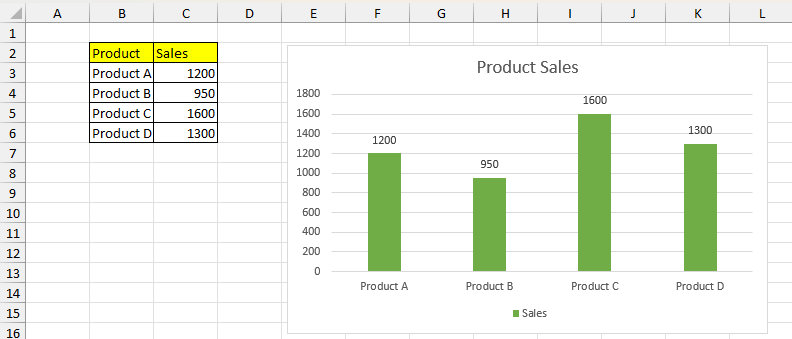 A B C D E F G H I J K L
1
2 Product Sales
3 Product A 1200
4 Product B 950
5 Product C 1600
6 Product D 1300
7
8
9
10
11
12
13
14
15
16
Product Sales
1800
1600
1400
1200
1000
800
600
400
200
0
1200 950 1600 1300
Product A Product B Product C Product D
Sales